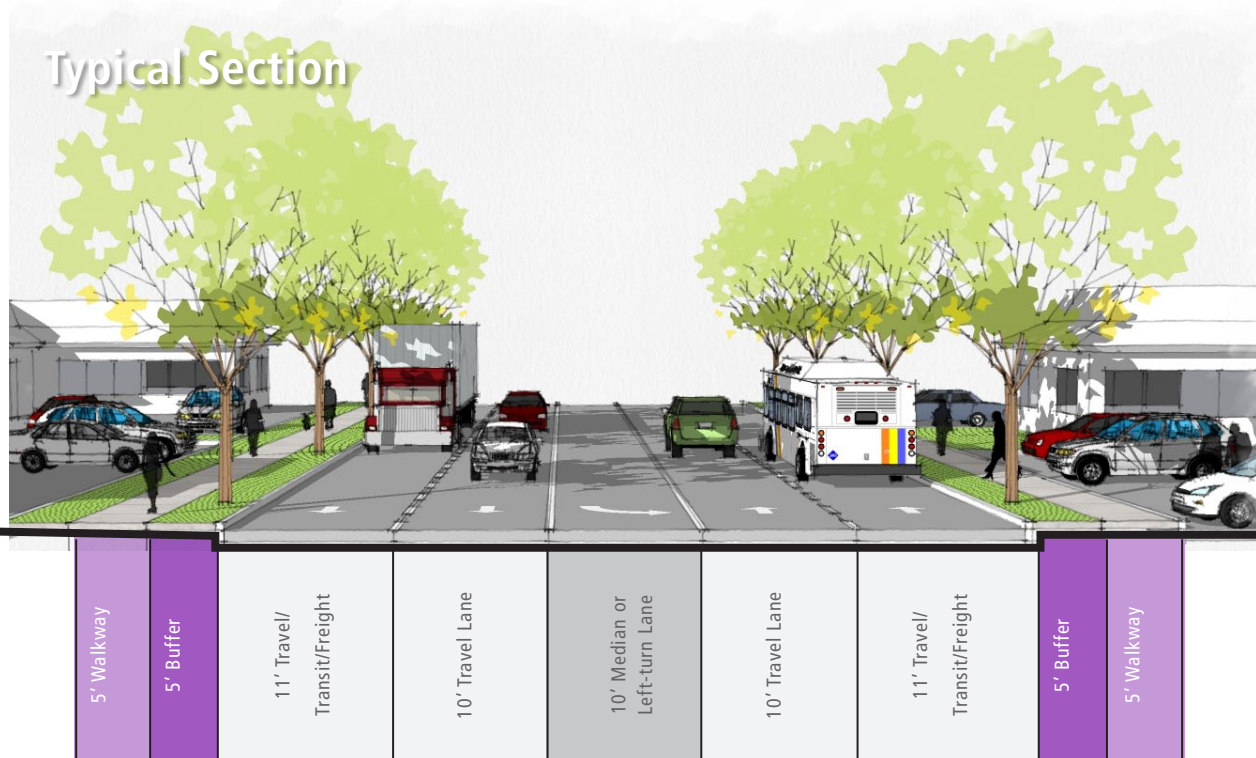 Typical Section
5’ Walkway
5’ Buffer
11’ Travel/
Transit/Freight
10’ Travel Lane
10’ Median or
Left-turn Lane
10’ Travel Lane
11’ Travel/
Transit/Freight
5’ Buffer
5’ Walkway